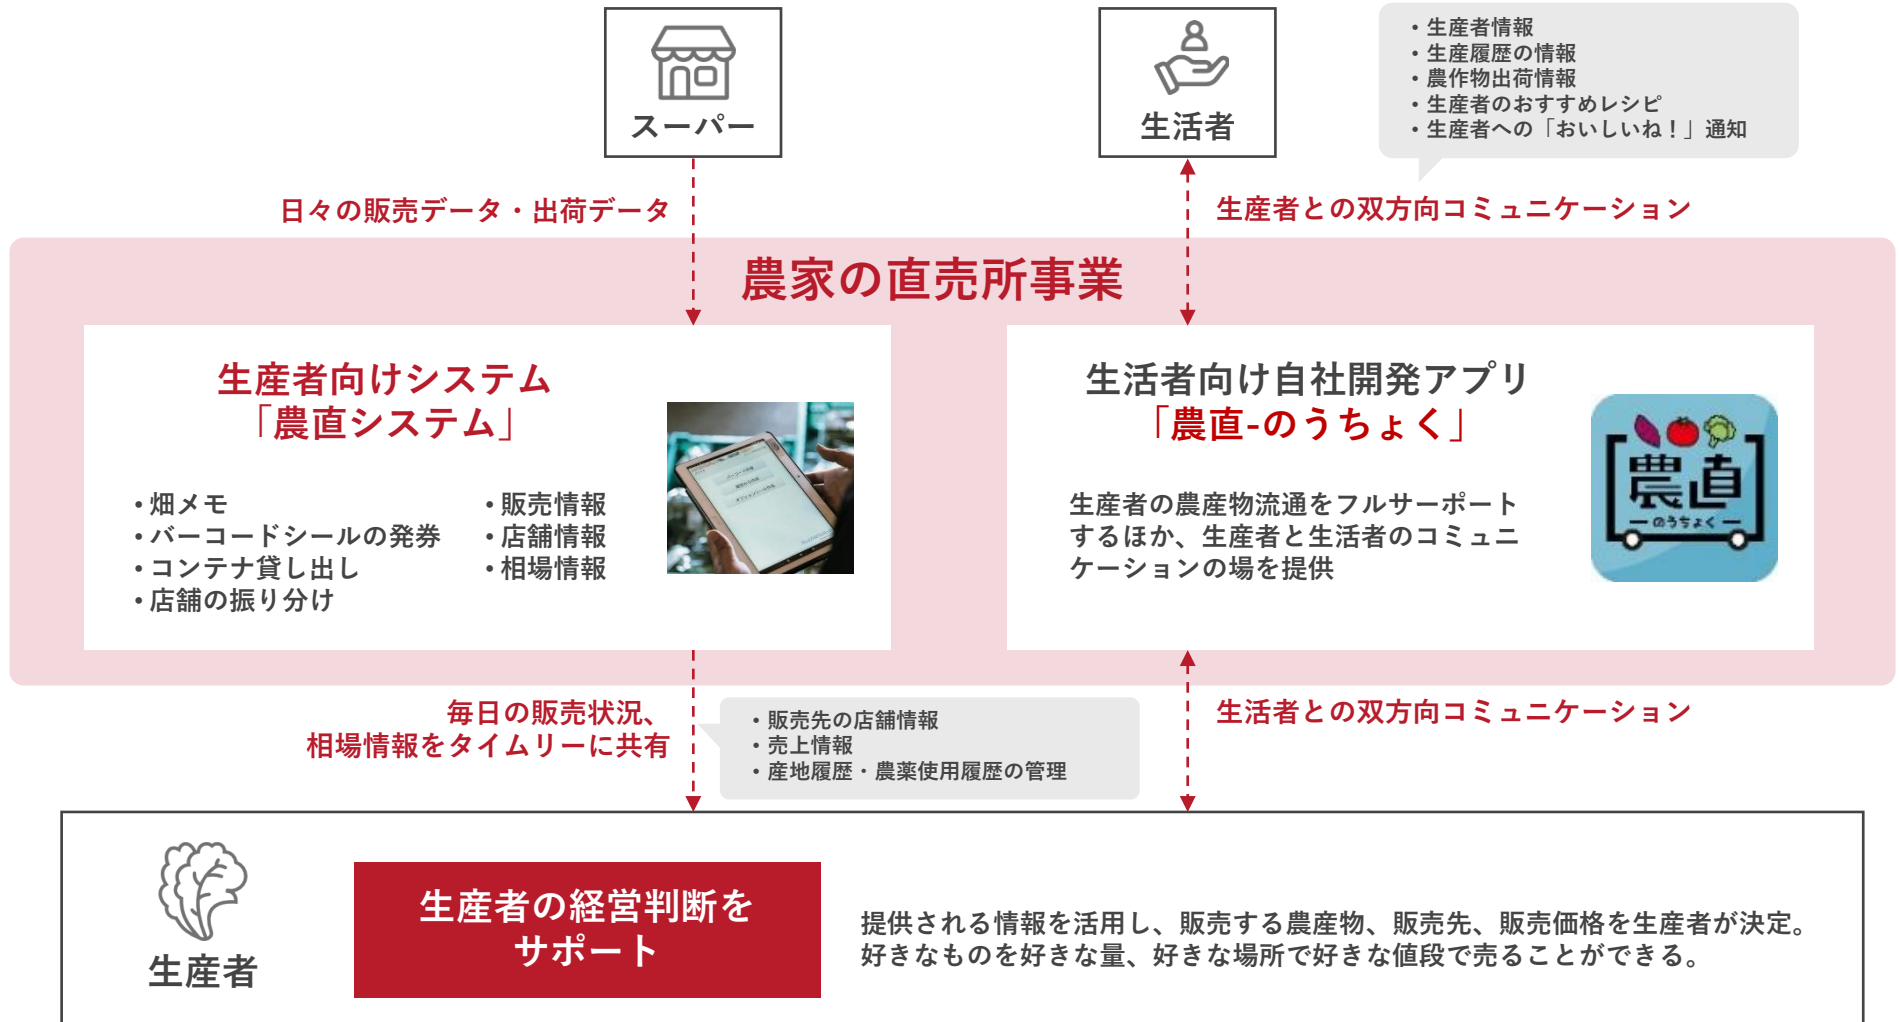 スーパー
生活者
・生産者情報
・生産履歴の情報
・農作物出荷情報
・生産者のおすすめレシピ
・生産者への「おいしいね！」通知
日々の販売データ・出荷データ
生産者との双方向コミュニケーション
農家の直売所事業
生産者向けシステム
「農直システム」
・畑メモ
・バーコードシールの発券
・コンテナ貸し出し
・店舗の振り分け
・販売情報
・店舗情報
・相場情報
生活者向け自社開発アプリ
「農直-のうちょく」
生産者の農産物流通をフルサーポート
するほか、生産者と生活者のコミュニ
ケーションの場を提供
農直
のうちょく
毎日の販売状況、
相場情報をタイムリーに共有
・販売先の店舗情報
・売上情報
・産地履歴・農薬使用履歴の管理
生活者との双方向コミュニケーション
生産者
生産者の経営判断を
サポート
提供される情報を活用し、販売する農産物、販売先、販売価格を生産者が決定。
好きなものを好きな量、好きな場所で好きな値段で売ることができる。